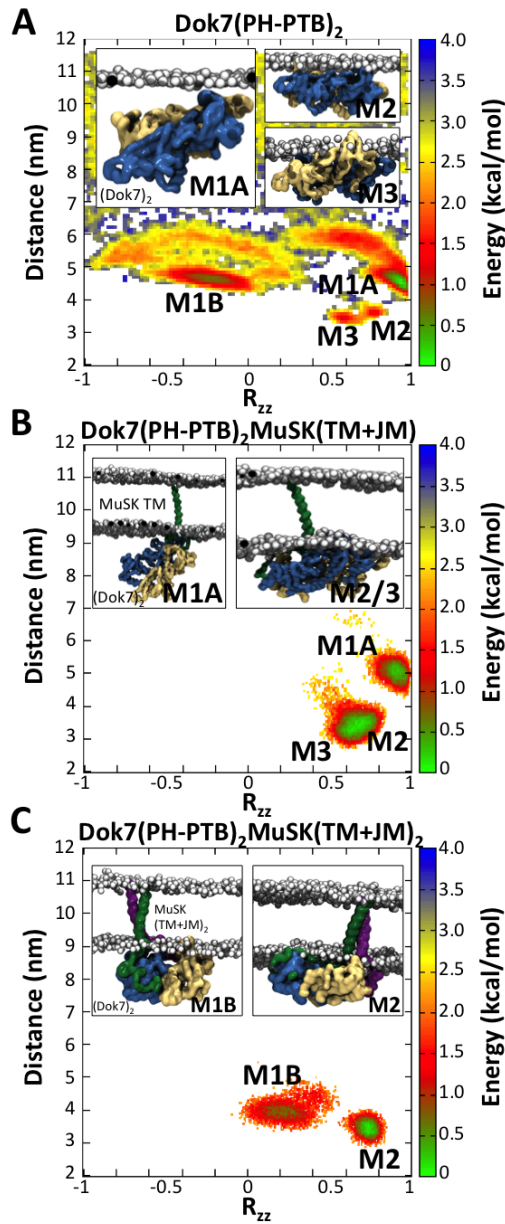 A
Dok7(PH-PTB)2
12
11
10
9
8
7
6
5
4
3
2
Distance (nm)
(Dok7)2
M1A
M2
M3
M1B
M1A
M3
M2
-1
-0.5
0
0.5
1
Rzz
4.0
3.5
3.0
2.5
2.0
1.5
1.0
0.5
0
Energy (kcal/mol)
B
Dok7(PH-PTB)2MuSK(TM+JM)
12
11
10
9
8
7
6
5
4
3
2
Distance (nm)
MuSK TM
(Dok7)2
M1A
M2/3
M1A
M3
M2
-1
-0.5
0
0.5
1
Rzz
4.0
3.5
3.0
2.5
2.0
1.5
1.0
0.5
0
Energy (kcal/mol)
C
Dok7(PH-PTB)2MuSK(TM+JM)2
12
11
10
9
8
7
6
5
4
3
2
Distance (nm)
MuSK
(TM+JM)2
(Dok7)2
M1B
M2
M1B
M2
-1
-0.5
0
0.5
1
Rzz
4.0
3.5
3.0
2.5
2.0
1.5
1.0
0.5
0
Energy (kcal/mol)